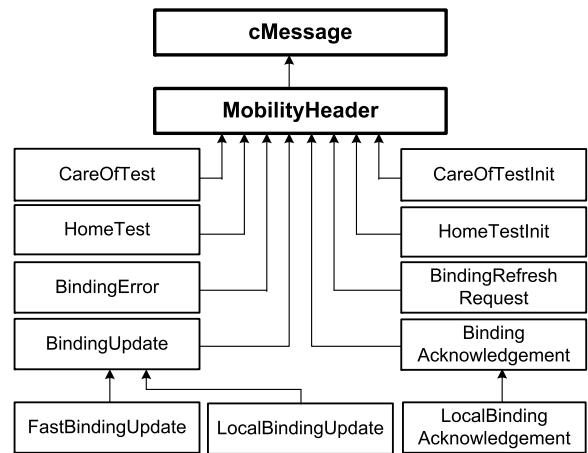 cMessage
MobilityHeader
CareOfTest
CareOfTestInit
HomeTest
HomeTestInit
BindingError
BindingRefresh
Request
BindingUpdate
Binding
Acknowledgement
FastBindingUpdate
LocalBindingUpdate
LocalBinding
Acknowledgement